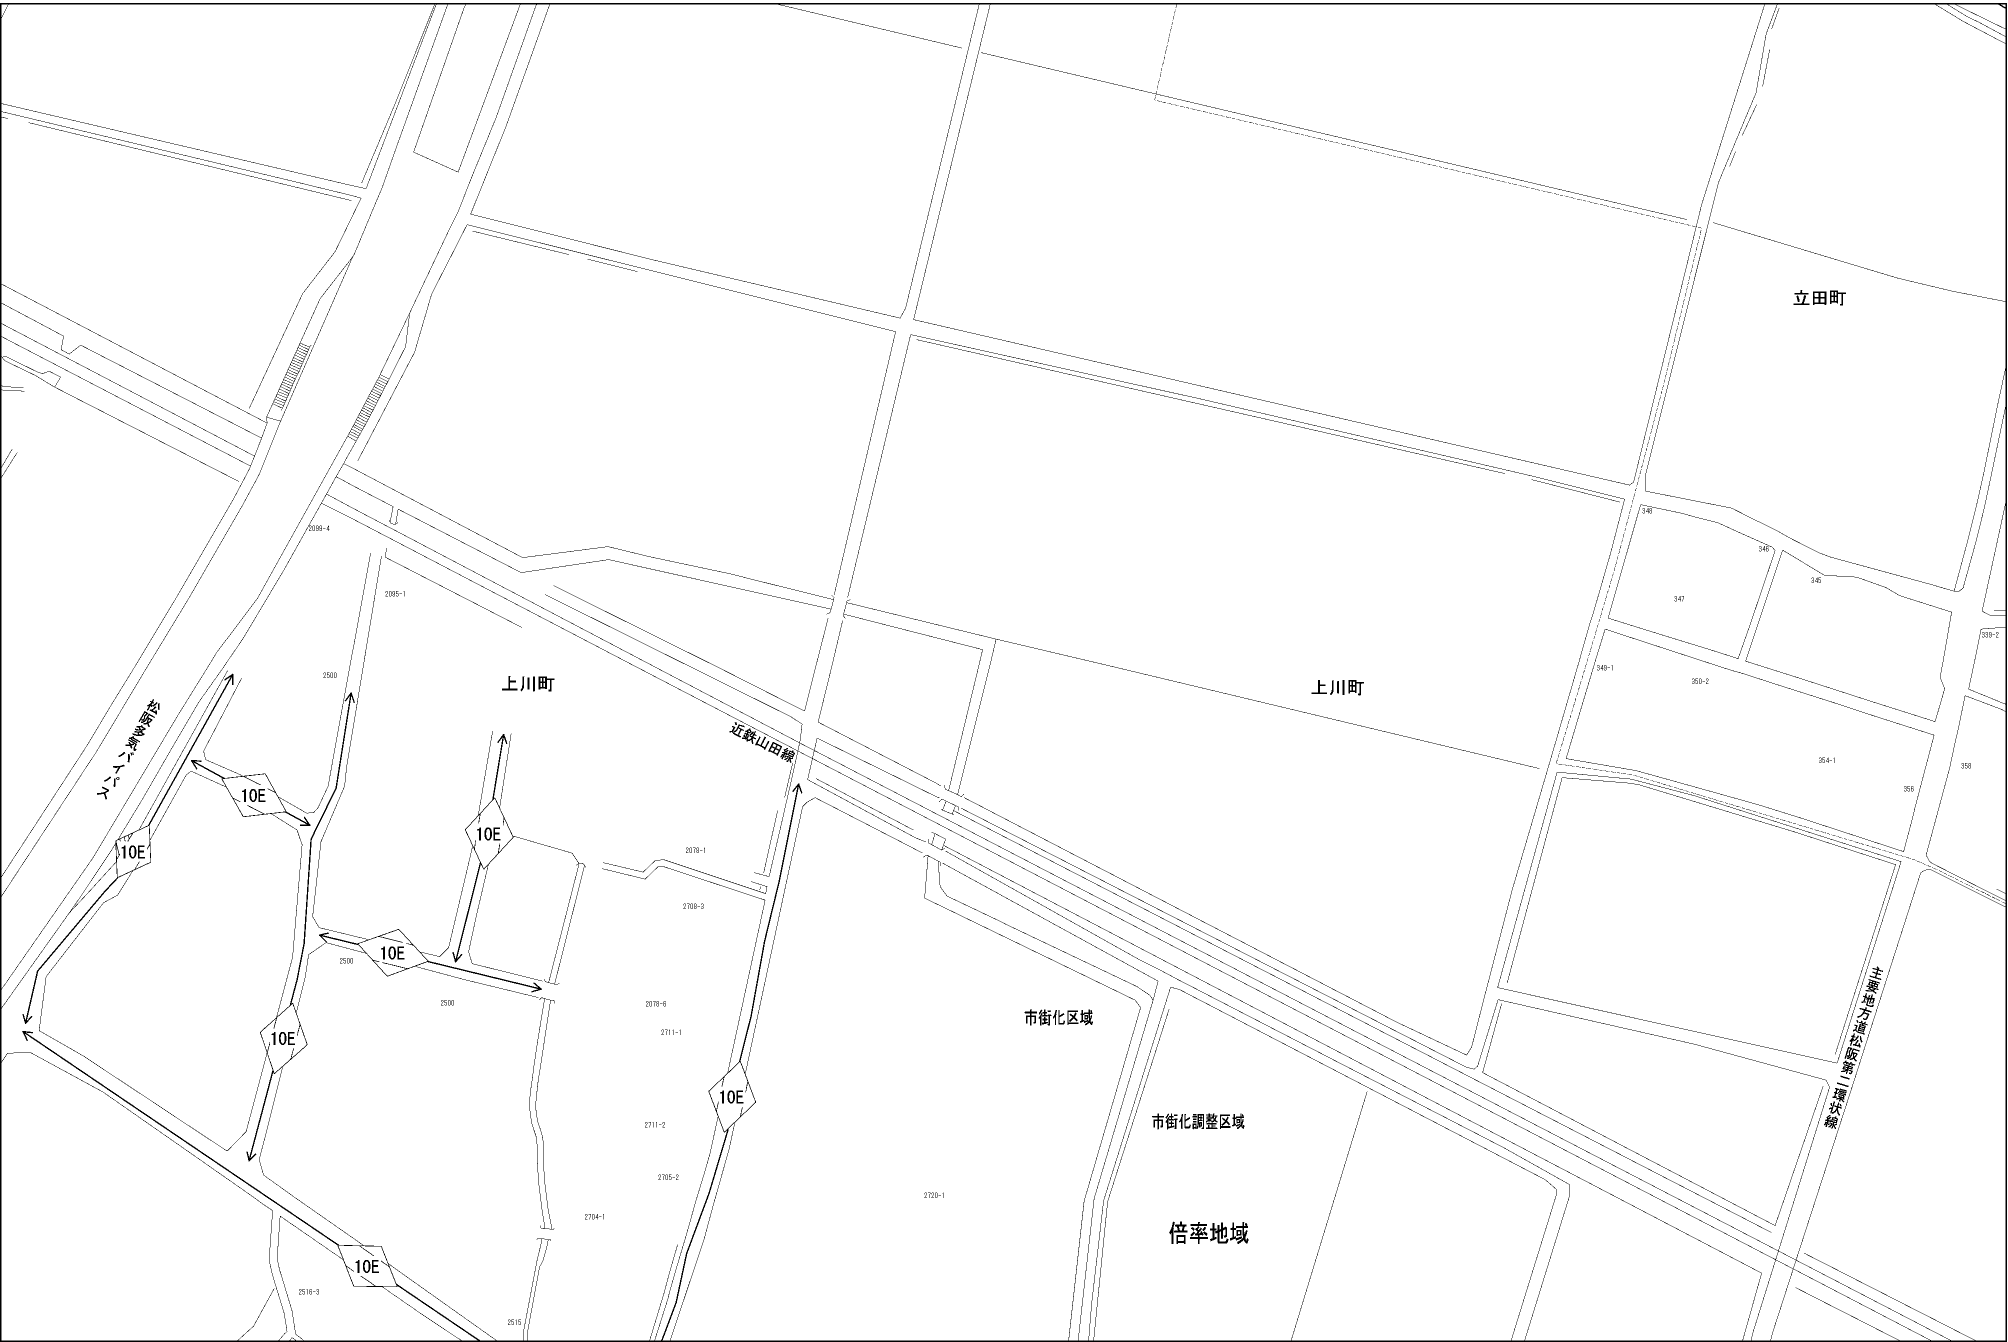 立田町
348
346
345
347
339-2
2099-4
2095-1
349-1
350-2
2500
上川町
上川町
松阪多気バイパス
近鉄山田線
354-1
358
356
10E
10E
10E
2078-1
2708-3
10E
2500
2500
2078-6
主要地方道松阪第二環状線
市街化区域
2711-1
10E
10E
市街化調整区域
2711-2
2705-2
2720-1
2704-1
倍率地域
10E
2516-3
2515